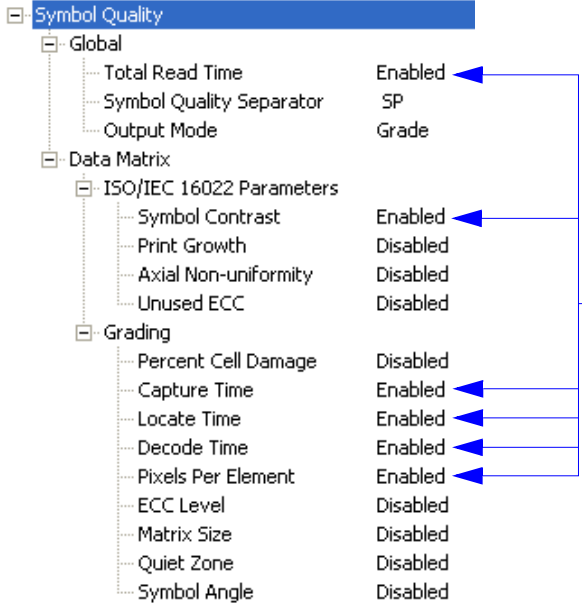 Symbol Quality
Global
Total Read Time Enabled
Symbol Quality Separator SP
Output Mode Grade
Data Matrix
ISO/IEC 16022 Parameters
Symbol Contrast Enabled
Print Growth Disabled
Axial Non-uniformity Disabled
Unused ECC Disabled
Grading
Percent Cell Damage Disabled
Capture Time Enabled
Locate Time Enabled
Decode Time Enabled
Pixels Per Element Enabled
ECC Level Disabled
Matrix Size Disabled
Quiet Zone Disabled
Symbol Angle Disabled